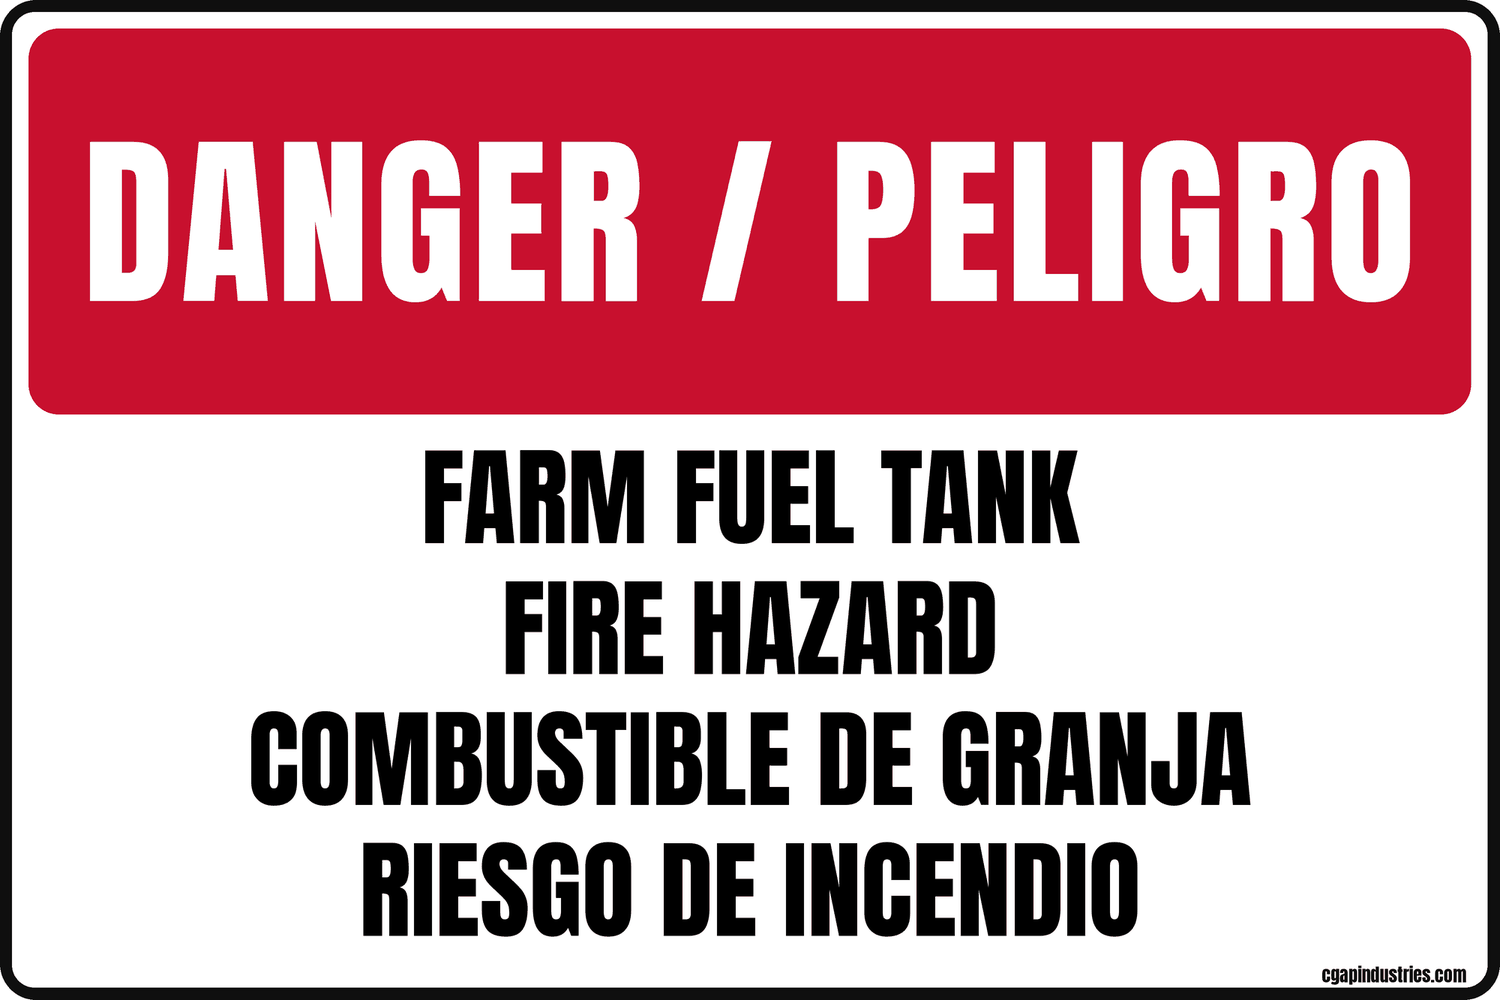 DANGER / PELIGRO
FARM FUEL TANK
FIRE HAZARD
COMBUSTIBLE DE GRANJA
RIESGO DE INCENDIO
cgapindustries.com